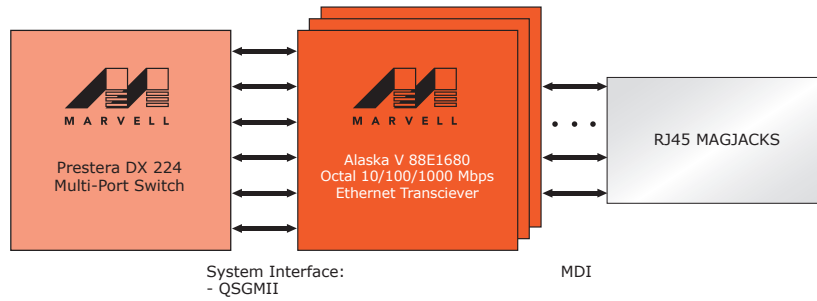 MARVELL
Prestera DX 224
Multi-Port Switch
MARVELL
Alaska V 88E1680
Octal 10/100/1000 Mbps
Ethernet Transciever
RJ45 MAGJACKS
System Interface:
- QSGMII
MDI